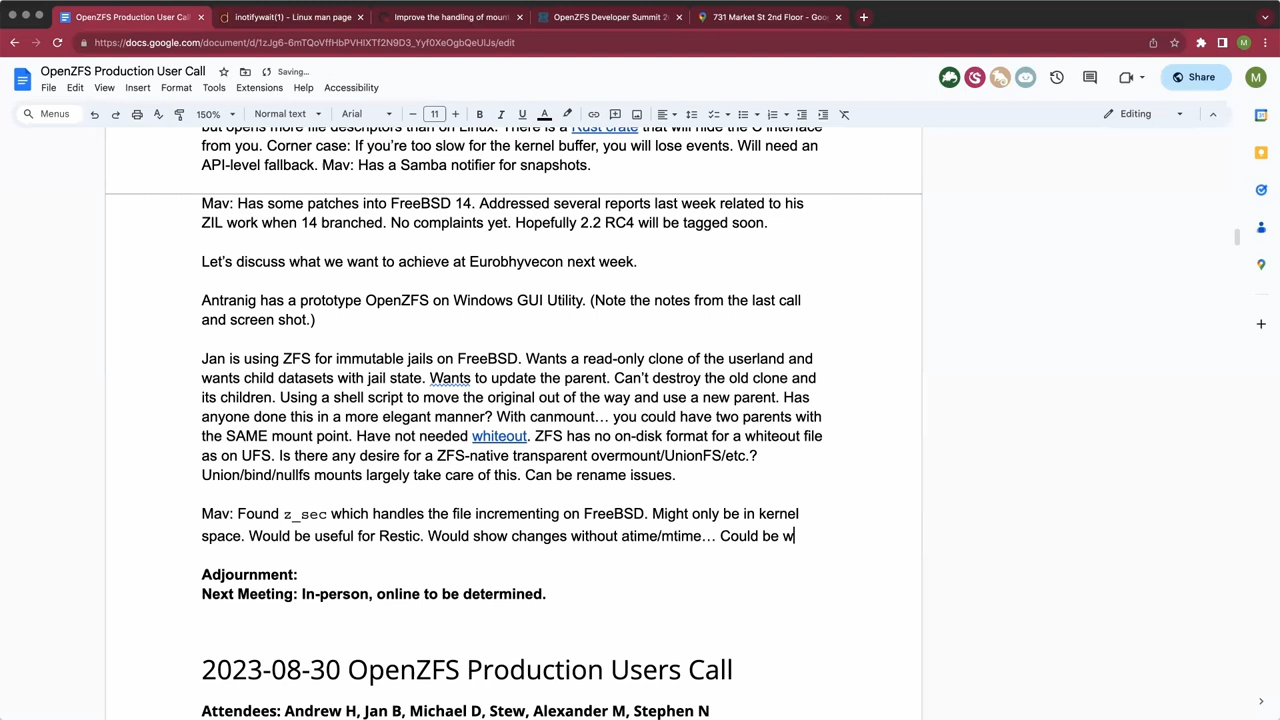 OpenZFS Production User Cal
inotifywait(1) - Linux man page
Improve the handling of moun
OpenZFS Developer Summit 2
731 Market St 2nd Floor - Goo
https://docs.google.com/document/d/1zJg6-6mTQoVffHbPVHIXTf2N9D3_Yyf0XeOgbQeUIJs/edit
OpenZFS Production User Call
Saving...
File Edit View Insert Format Tools Extensions Help Accessibility
Share
M
Menus 150% Normal text Arial 11 Editing
but opens more file descriptors than on Linux. There is a Rust crate that will hide the C interface
from you. Corner case: If you're too slow for the kernel buffer, you will lose events. Will need an
API-level fallback. Mav: Has a Samba notifier for snapshots.
Mav: Has some patches into FreeBSD 14. Addressed several reports last week related to his
ZIL work when 14 branched. No complaints yet. Hopefully 2.2 RC4 will be tagged soon.
Let's discuss what we want to achieve at Eurobhyvecon next week.
Antranig has a prototype OpenZFS on Windows GUI Utility. (Note the notes from the last call
and screen shot.)
Jan is using ZFS for immutable jails on FreeBSD. Wants a read-only clone of the userland and
wants child datasets with jail state. Wants to update the parent. Can't destroy the old clone and
its children. Using a shell script to move the original out of the way and use a new parent. Has
anyone done this in a more elegant manner? With canmount… you could have two parents with
the SAME mount point. Have not needed whiteout. ZFS has no on-disk format for a whiteout file
as on UFS. Is there any desire for a ZFS-native transparent overmount/UnionFS/etc.?
Union/bind/nullfs mounts largely take care of this. Can be rename issues.
Mav: Found z_sec which handles the file incrementing on FreeBSD. Might only be in kernel
space. Would be useful for Restic. Would show changes without atime/mtime… Could be w
Adjournment:
Next Meeting: In-person, online to be determined.
2023-08-30 OpenZFS Production Users Call
Attendees: Andrew H, Jan B, Michael D, Stew, Alexander M, Stephen N